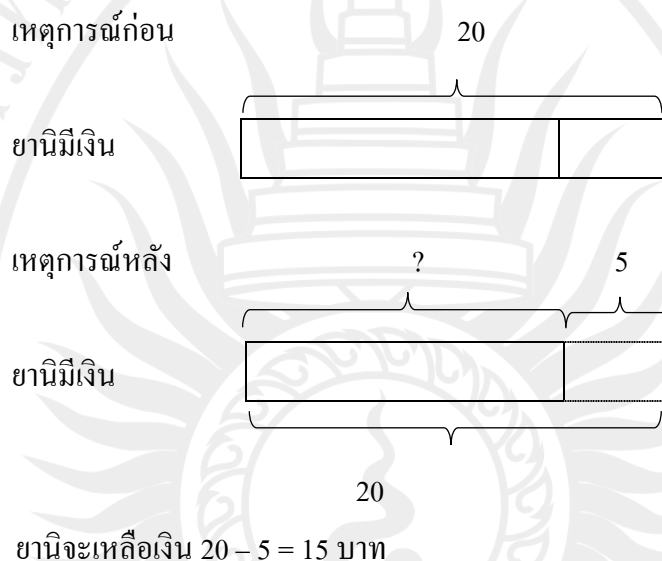 เหตุการณ์ก่อน 20
ยานิมีเงิน
เหตุการณ์หลัง ? 5
ยานิมีเงิน
20
ยานิจะเหลือเงิน 20 – 5 = 15 บาท